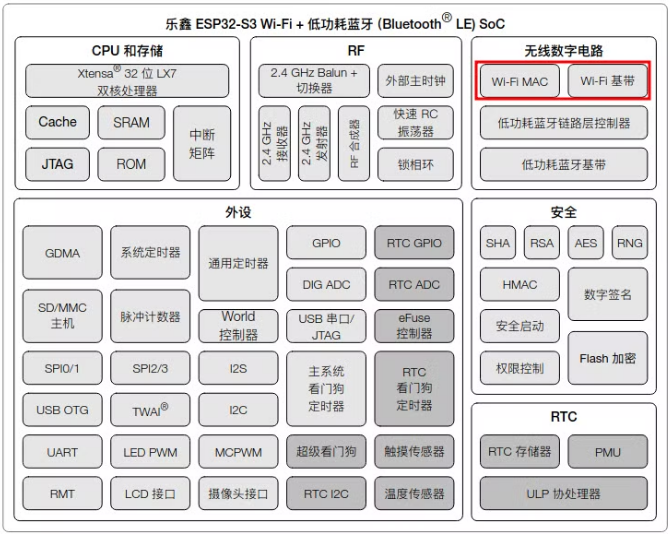 乐鑫 ESP32-S3 Wi-Fi + 低功耗蓝牙 (Bluetooth® LE) SoC
CPU 和存储
Xtensa® 32 位 LX7
双核处理器
Cache
SRAM
中断
矩阵
JTAG
ROM
RF
2.4 GHz Balun +
切换器
外部主时钟
2.4 GHz
接收器
2.4 GHz
发射器
RF 合成器
快速 RC
振荡器
锁相环
无线数字电路
Wi-Fi MAC
Wi-Fi 基带
低功耗蓝牙链路层控制器
低功耗蓝牙基带
外设
GDMA
系统定时器
通用定时器
GPIO
RTC GPIO
DIG ADC
RTC ADC
SD/MMC
主机
脉冲计数器
World
控制器
USB 串口/
JTAG
eFuse
控制器
SPI0/1
SPI2/3
I2S
主系统
看门狗
定时器
RTC
看门狗
定时器
USB OTG
TWAI®
I2C
UART
LED PWM
MCPWM
超级看门狗
触摸传感器
RMT
LCD 接口
摄像头接口
RTC I2C
温度传感器
安全
SHA
RSA
AES
RNG
HMAC
数字签名
安全启动
Flash 加密
权限控制
RTC
RTC 存储器
PMU
ULP 协处理器